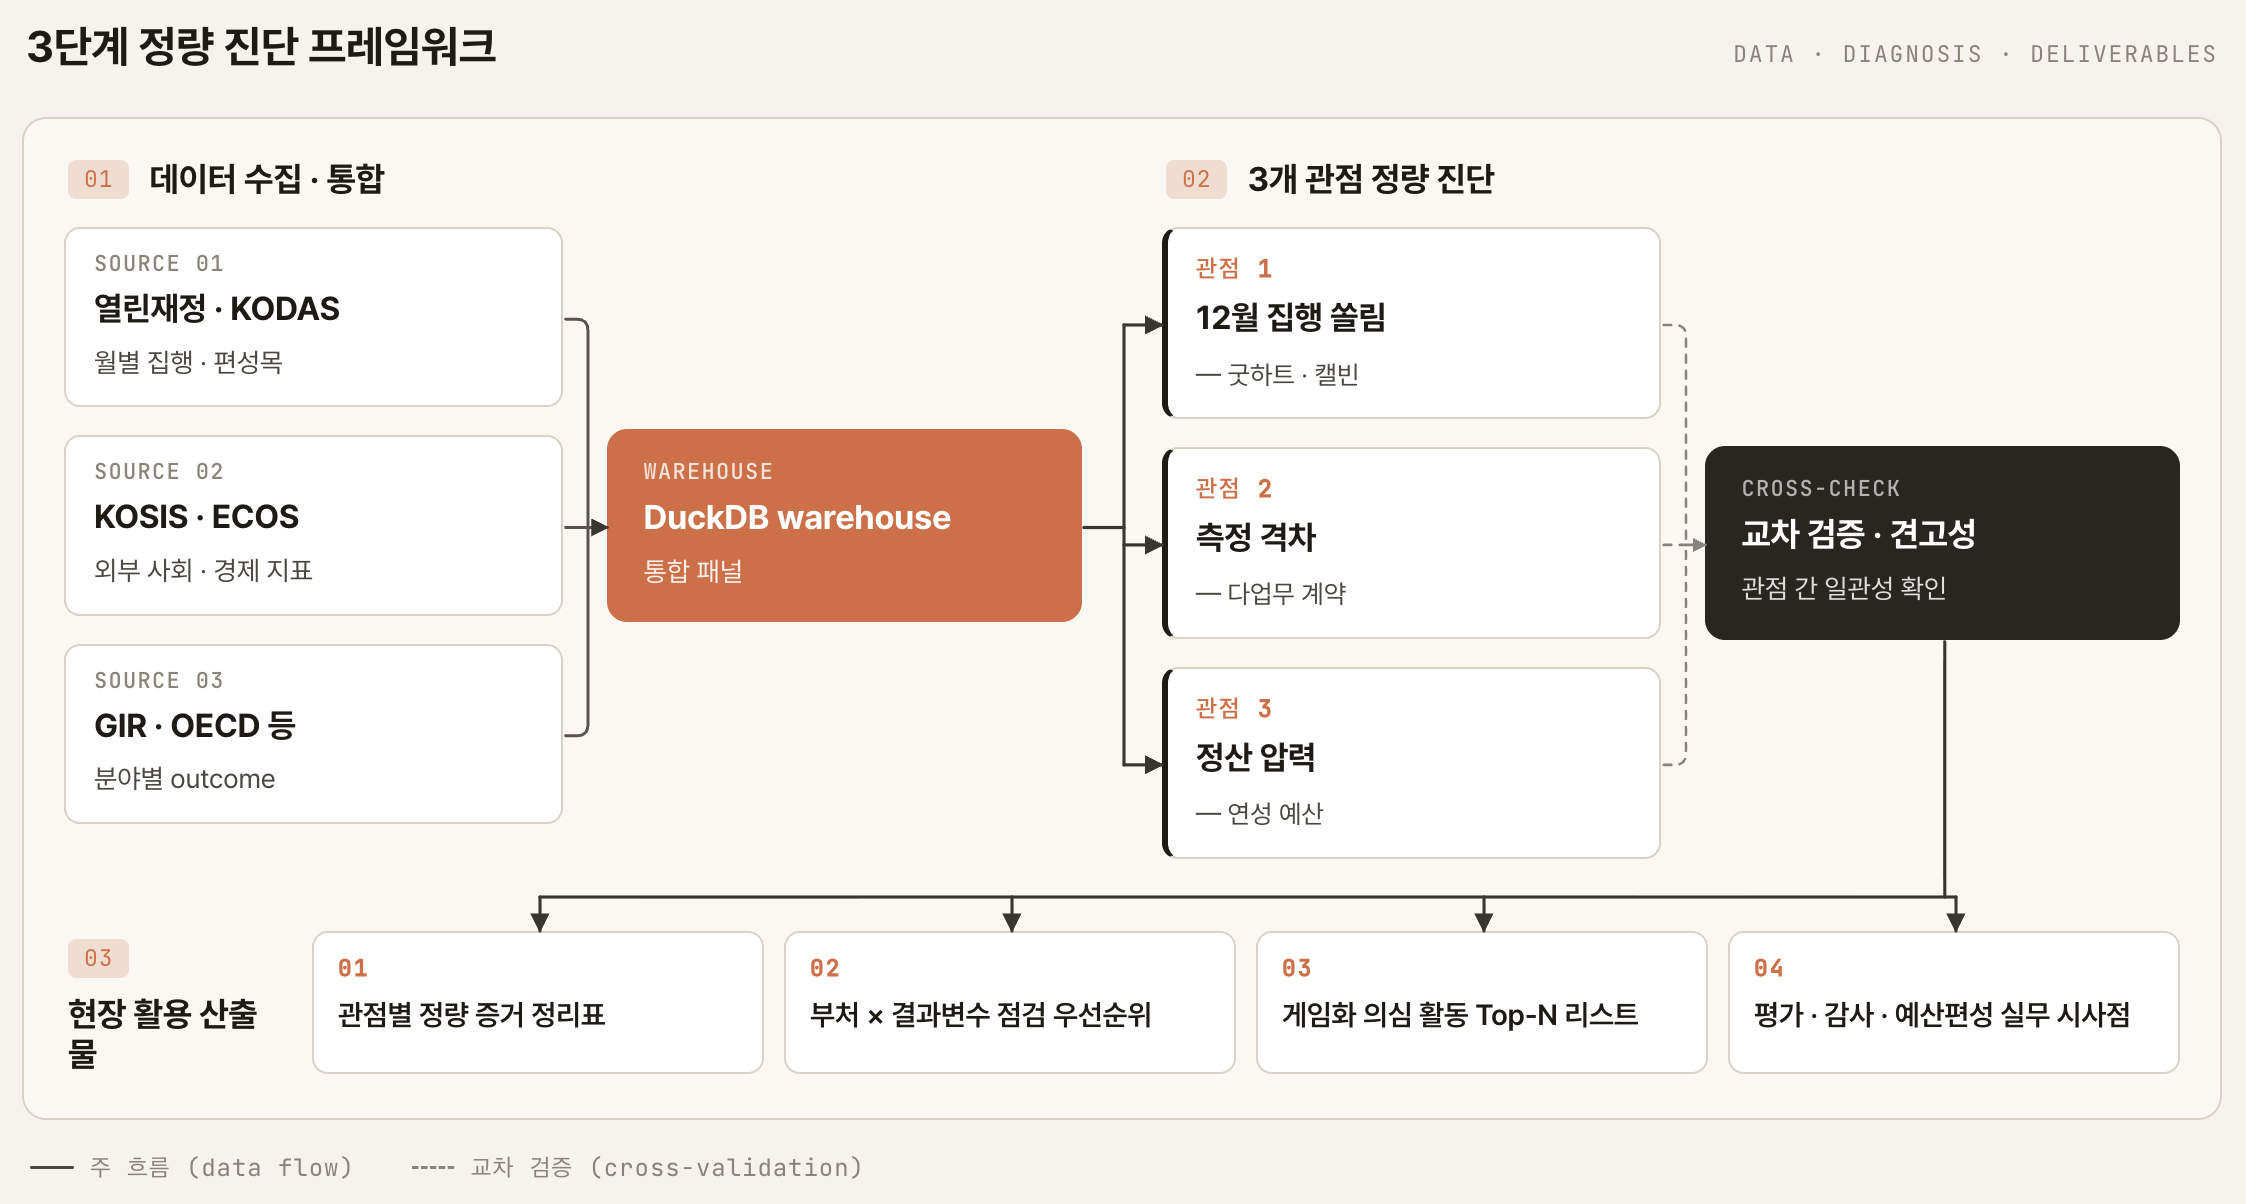 3단계 정량 진단 프레임워크
DATA · DIAGNOSIS · DELIVERABLES
01 데이터 수집 · 통합
SOURCE 01
열린재정 · KODAS
월별 집행 · 편성목
SOURCE 02
KOSIS · ECOS
외부 사회 · 경제 지표
SOURCE 03
GIR · OECD 등
분야별 outcome
WAREHOUSE
DuckDB warehouse
통합 패널
02 3개 관점 정량 진단
관점 1
12월 집행 쏠림
— 굿하트 · 캘빈
관점 2
측정 격차
— 다업무 계약
관점 3
정산 압력
— 연성 예산
CROSS-CHECK
교차 검증 · 견고성
관점 간 일관성 확인
03
현장 활용 산출
물
01
관점별 정량 증거 정리표
02
부처 × 결과변수 점검 우선순위
03
게임화 의심 활동 Top-N 리스트
04
평가 · 감사 · 예산편성 실무 시사점
주 흐름 (data flow)
교차 검증 (cross-validation)